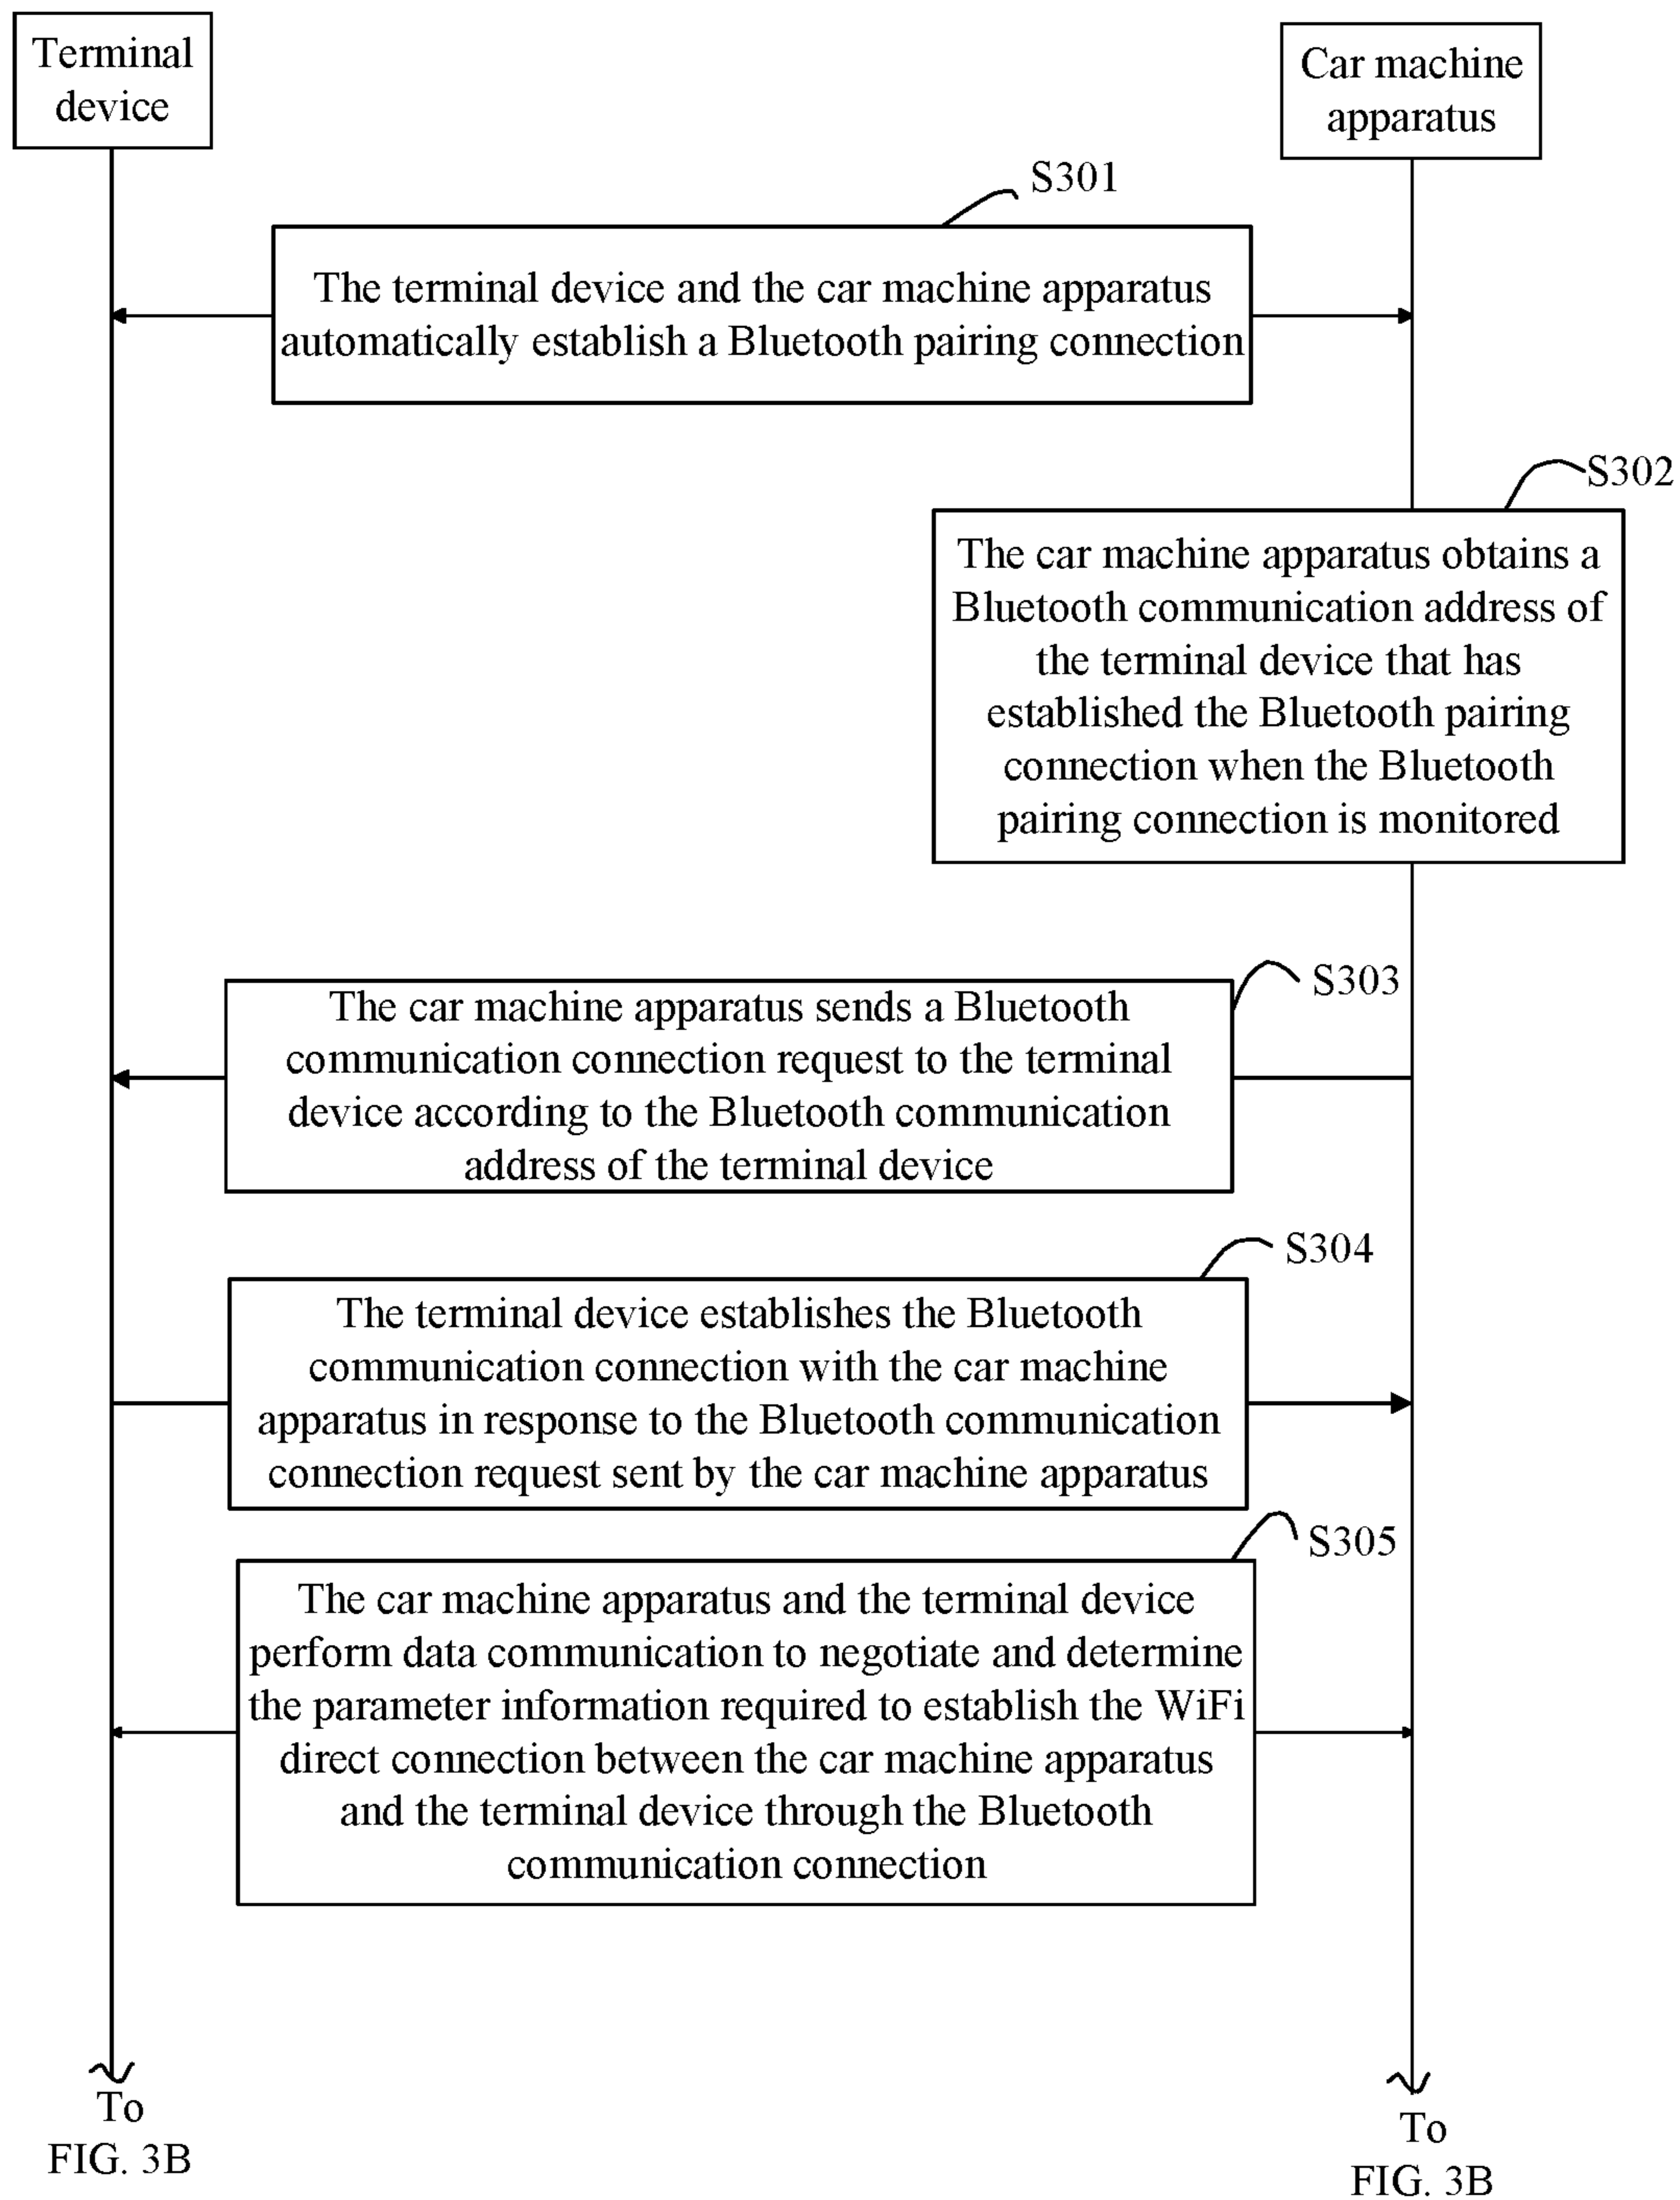 Terminal
device
Car machine
apparatus
S301
The terminal device and the car machine apparatus
automatically establish a Bluetooth pairing connection
S302
The car machine apparatus obtains a
Bluetooth communication address of
the terminal device that has
established the Bluetooth pairing
connection when the Bluetooth
pairing connection is monitored
S303
The car machine apparatus sends a Bluetooth
communication connection request to the terminal
device according to the Bluetooth communication
address of the terminal device
S304
The terminal device establishes the Bluetooth
communication connection with the car machine
apparatus in response to the Bluetooth communication
connection request sent by the car machine apparatus
S305
The car machine apparatus and the terminal device
perform data communication to negotiate and determine
the parameter information required to establish the WiFi
direct connection between the car machine apparatus
and the terminal device through the Bluetooth
communication connection
To
FIG. 3B
To
FIG. 3B